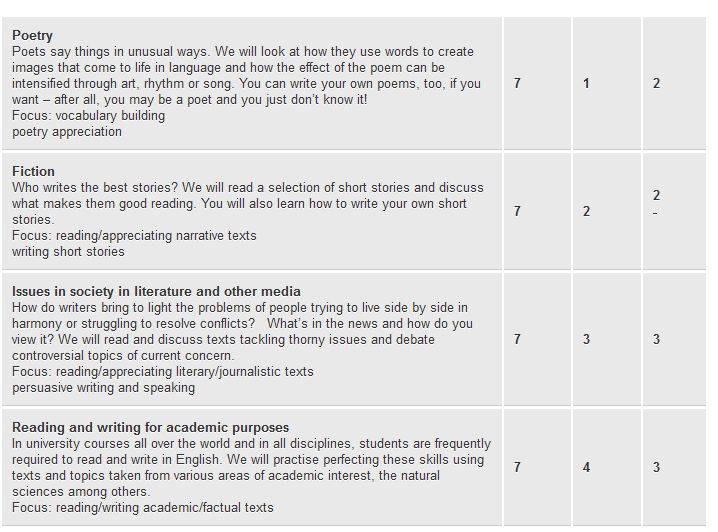 Poetry
Poets say things in unusual ways. We will look at how they use words to create
images that come to life in language and how the effect of the poem can be
intensified through art, rhythm or song. You can write your own poems, too, if you
want – after all, you may be a poet and you just don’t know it!
Focus: vocabulary building
poetry appreciation
7
1
2
Fiction
Who writes the best stories? We will read a selection of short stories and discuss
what makes them good reading. You will also learn how to write your own short
stories.
Focus: reading/appreciating narrative texts
writing short stories
7
2
2
-
Issues in society in literature and other media
How do writers bring to light the problems of people trying to live side by side in
harmony or struggling to resolve conflicts?   What’s in the news and how do you
view it? We will read and discuss texts tackling thorny issues and debate
controversial topics of current concern.
Focus: reading/appreciating literary/journalistic texts
persuasive writing and speaking
7
3
3
Reading and writing for academic purposes
In university courses all over the world and in all disciplines, students are frequently
required to read and write in English. We will practise perfecting these skills using
texts and topics taken from various areas of academic interest, the natural
sciences among others.
Focus: reading/writing academic/factual texts
7
4
3